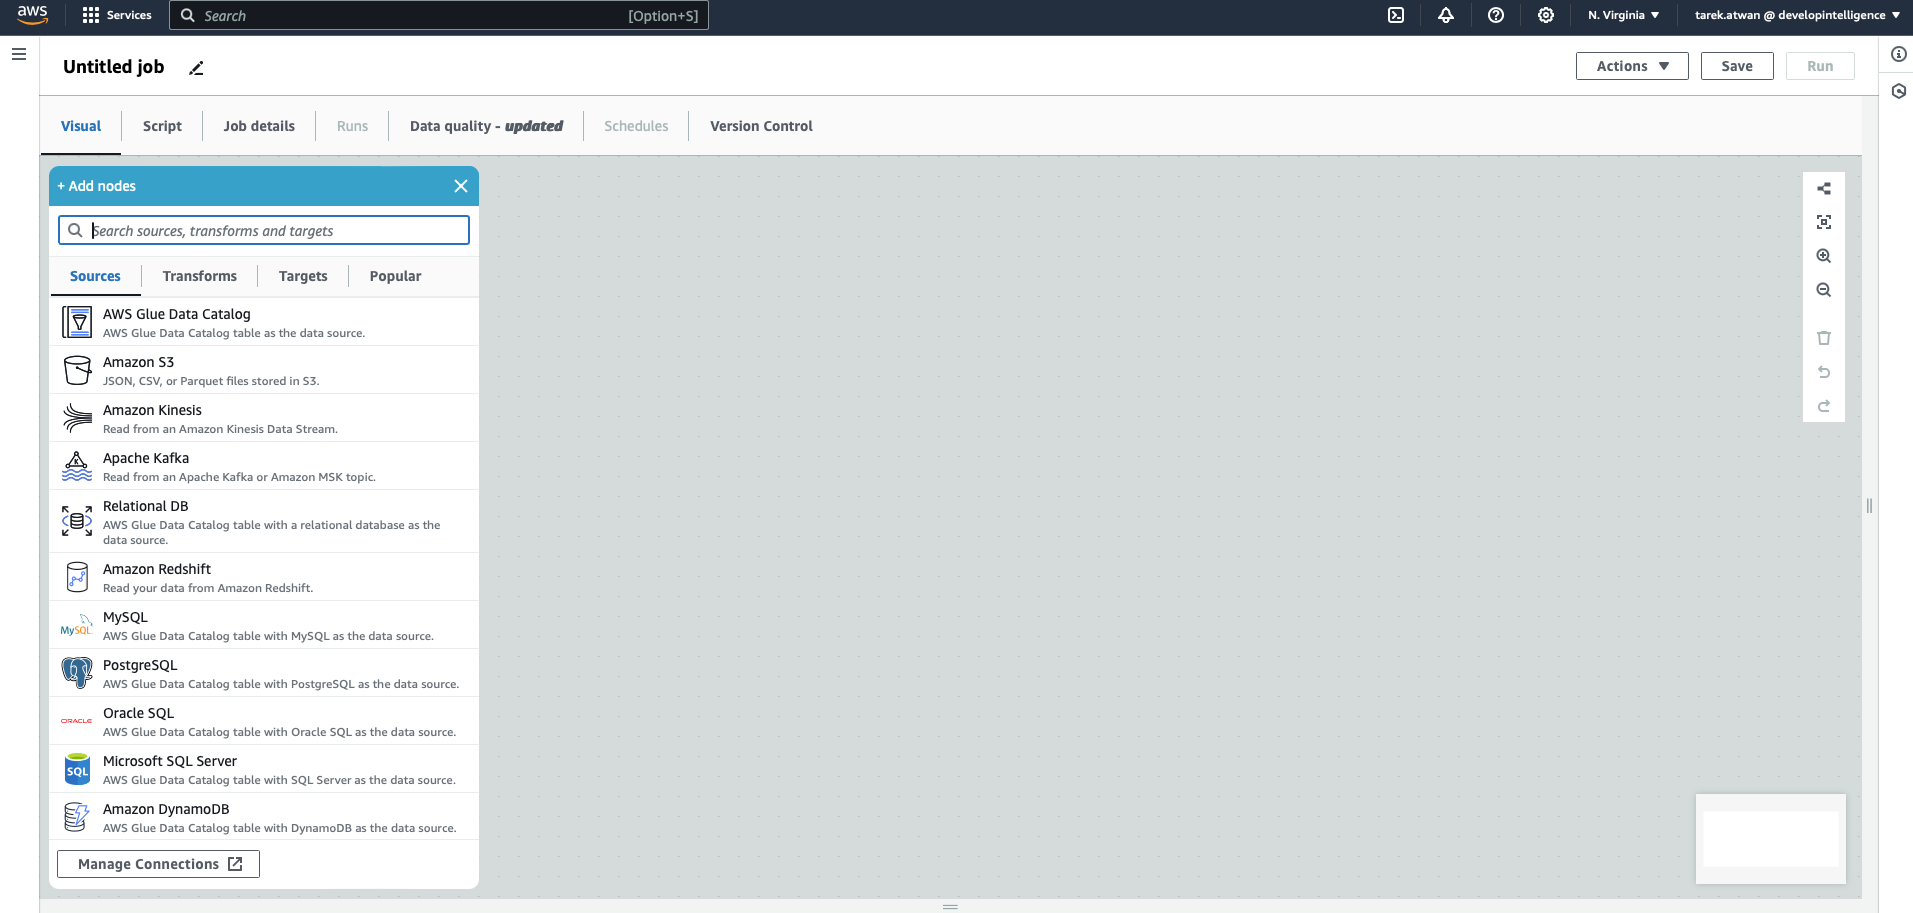 aws
Services
Search
[Option+S]
N. Virginia ▼
tarek.atwan @ developintelligence ▼
Untitled job
Actions ▼
Save
Run
Visual
Script
Job details
Runs
Data quality - updated
Schedules
Version Control
+ Add nodes
Search sources, transforms and targets
Sources
Transforms
Targets
Popular
AWS Glue Data Catalog
AWS Glue Data Catalog table as the data source.
Amazon S3
JSON, CSV, or Parquet files stored in S3.
Amazon Kinesis
Read from an Amazon Kinesis Data Stream.
Apache Kafka
Read from an Apache Kafka or Amazon MSK topic.
Relational DB
AWS Glue Data Catalog table with a relational database as the
data source.
Amazon Redshift
Read your data from Amazon Redshift.
MySQL
MySQL
AWS Glue Data Catalog table with MySQL as the data source.
PostgreSQL
AWS Glue Data Catalog table with PostgreSQL as the data source.
ORACLE
Oracle SQL
AWS Glue Data Catalog table with Oracle SQL as the data source.
SQL
Microsoft SQL Server
AWS Glue Data Catalog table with SQL Server as the data source.
Amazon DynamoDB
AWS Glue Data Catalog table with DynamoDB as the data source.
Manage Connections